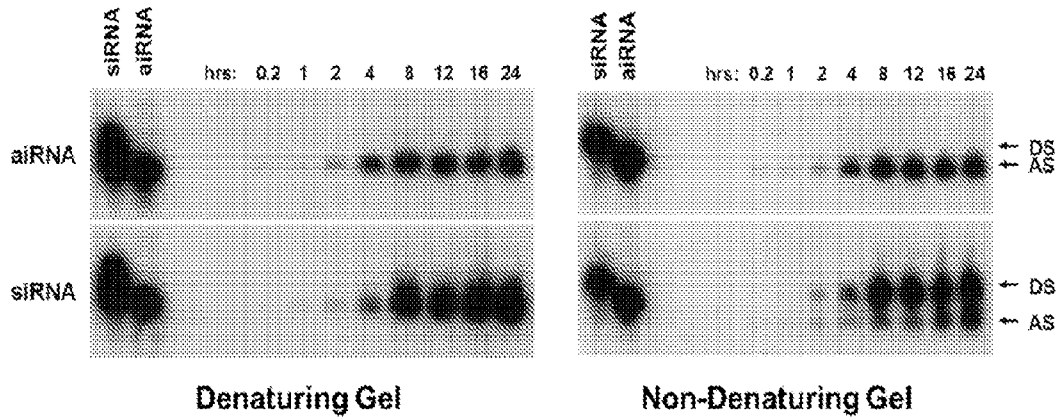 siRNA
aiRNA
hrs: 0.2 1 2 4 8 12 16 24
siRNA
aiRNA
hrs: 0.2 1 2 4 8 12 16 24
aiRNA
← DS
← AS
siRNA
← DS
← AS
Denaturing Gel
Non-Denaturing Gel